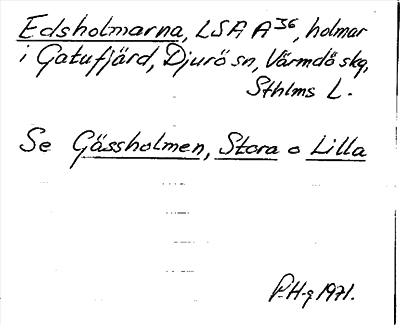 Edsholmarna, LSA A36, holmar
i Gatufjärd, Djurö sn, Värmdö skg,
Sthlms L.
Se Gässholmen, Stora o Lilla
P.H-g 1971.